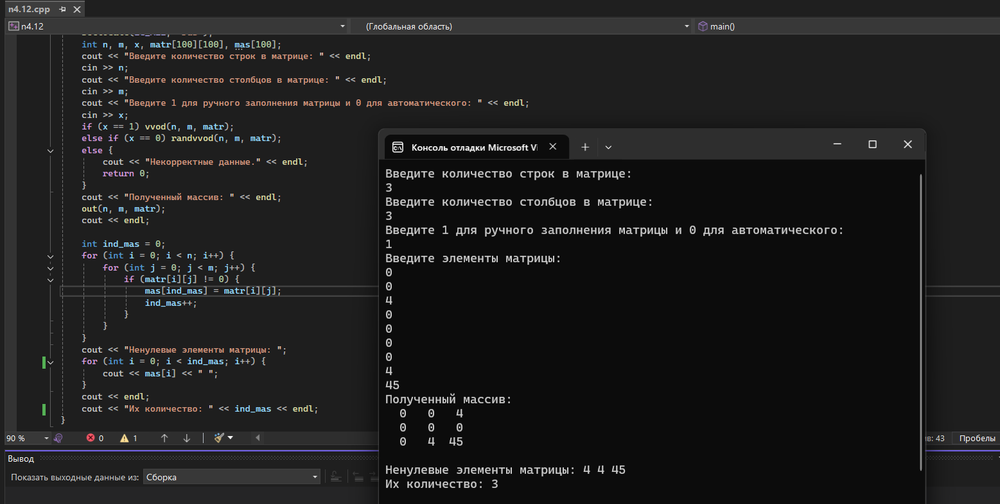 n4.12.cpp
n4.12 (Глобальная область) main()
int n, m, x, matr[100][100], mas[100];
cout << "Введите количество строк в матрице: " << endl;
cin >> n;
cout << "Введите количество столбцов в матрице: " << endl;
cin >> m;
cout << "Введите 1 для ручного заполнения матрицы и 0 для автоматического: " << endl;
cin >> x;
if (x == 1) vvod(n, m, matr);
else if (x == 0) randvvod(n, m, matr);
else {
cout << "Некорректные данные." << endl;
return 0;
}
cout << "Полученный массив: " << endl;
out(n, m, matr);
cout << endl;
int ind_mas = 0;
for (int i = 0; i < n; i++) {
for (int j = 0; j < m; j++) {
if (matr[i][j] != 0) {
mas[ind_mas] = matr[i][j];
ind_mas++;
}
}
}
cout << "Ненулевые элементы матрицы: ";
for (int i = 0; i < ind_mas; i++) {
cout << mas[i] << " ";
}
cout << endl;
cout << "Их количество: " << ind_mas << endl;
}
90 % 0 1
в: 43 Пробелы
Вывод
Показать выходные данные из: Сборка
Консоль отладки Microsoft Vi
Введите количество строк в матрице:
3
Введите количество столбцов в матрице:
3
Введите 1 для ручного заполнения матрицы и 0 для автоматического:
1
Введите элементы матрицы:
0
0
4
0
0
0
0
4
45
Полученный массив:
0 0 4
0 0 0
0 4 45
Ненулевые элементы матрицы: 4 4 45
Их количество: 3